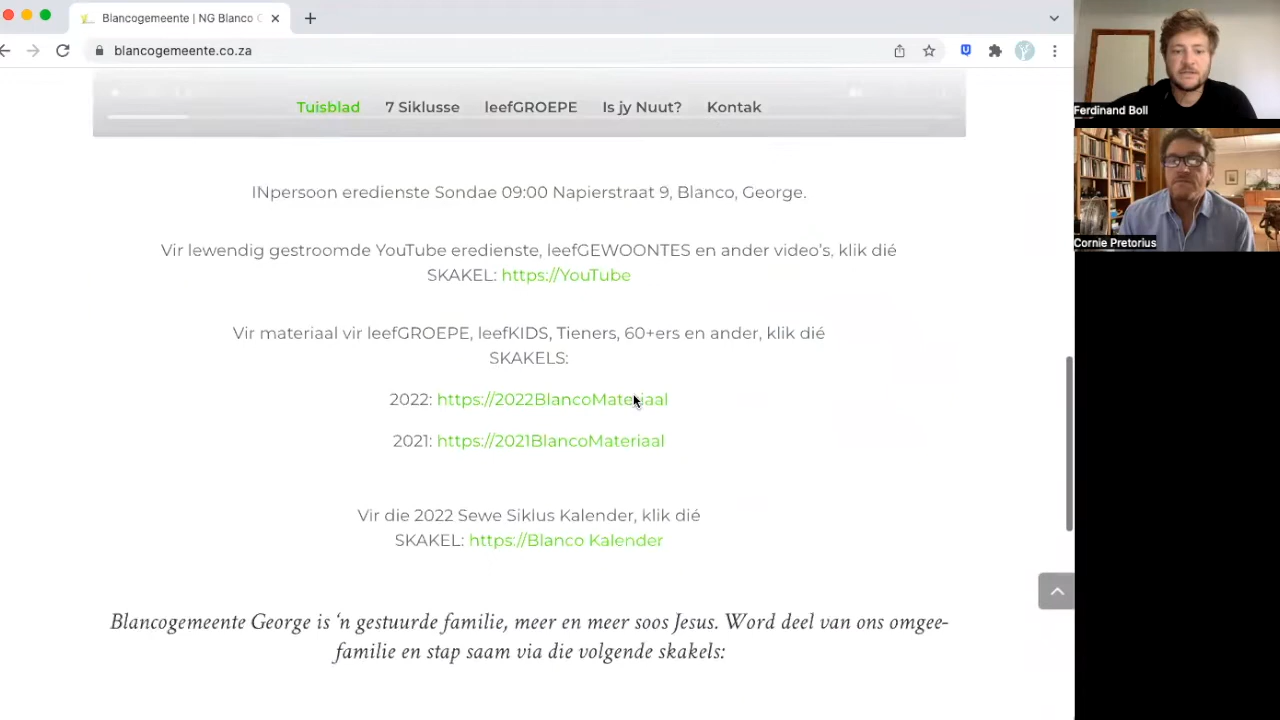 Blancogemeente | NG Blanco G
blancogemeente.co.za
Tuisblad 7 Siklusse leefGROEPE Is jy Nuut? Kontak
INpersoon eredienste Sondae 09:00 Napierstraat 9, Blanco, George.
Vir lewendig gestroomde YouTube eredienste, leefGEWOONTES en ander video's, klik dié
SKAKEL: https://YouTube
Vir materiaal vir leefGROEPE, leefKIDS, Tieners, 60+ers en ander, klik dié
SKAKELS:
2022: https://2022BlancoMateriaal
2021: https://2021BlancoMateriaal
Vir die 2022 Sewe Siklus Kalender, klik dié
SKAKEL: https://Blanco Kalender
Blancogemeente George is ‘n gestuurde familie, meer en meer soos Jesus. Word deel van ons omgee-
familie en stap saam via die volgende skakels:
Ferdinand Boll
Cornie Pretorius